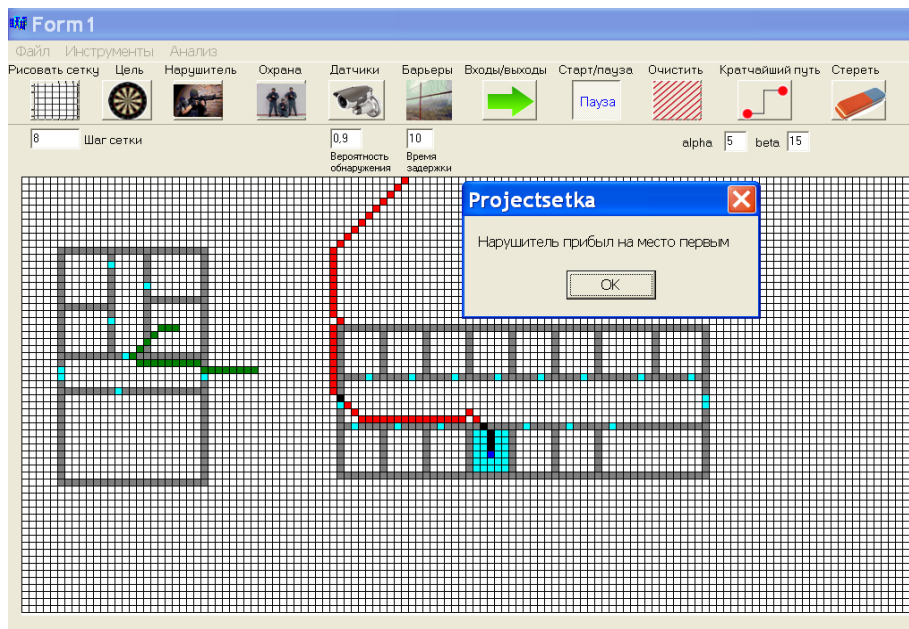 Form1
Файл Инструменты Анализ
Рисовать сетку Цель Нарушитель Охрана Датчики Барьеры Входы/выходы Старт/пауза Очистить Кратчайший путь Стереть
Пауза
8 Шаг сетки 0,9 10 alpha 5 beta 15
Вероятность обнаружения
Время задержки
Projectsetka
Нарушитель прибыл на место первым
OK